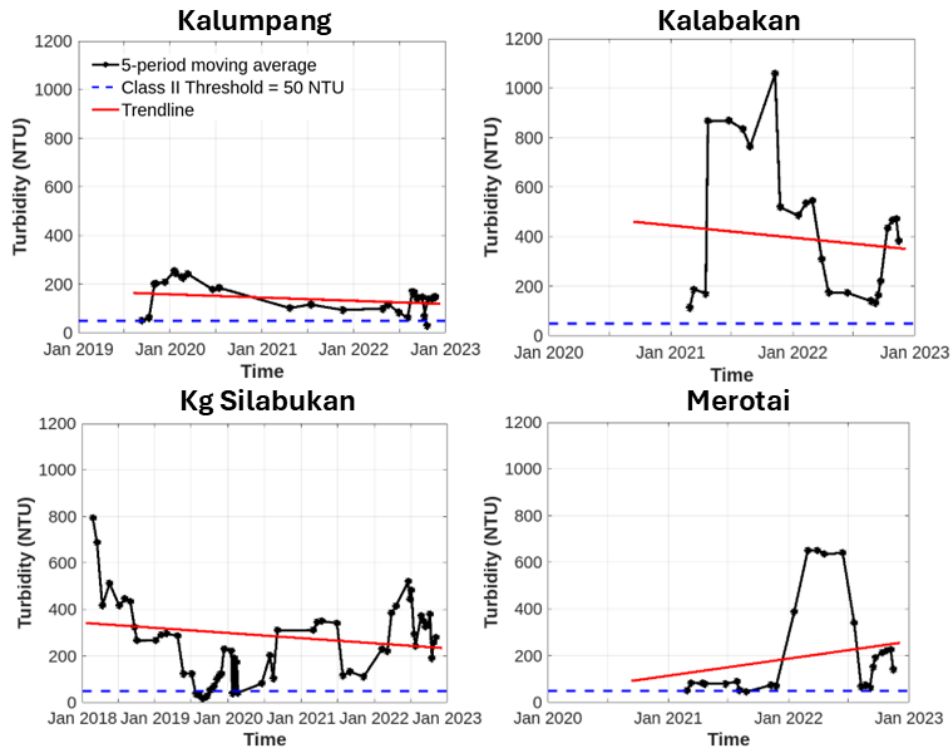 Kalumpang
1200
1000
800
600
400
200
0
Turbidity (NTU)
5-period moving average
Class II Threshold = 50 NTU
Trendline
Jan 2019 Jan 2020 Jan 2021 Jan 2022 Jan 2023
Time
Kalabakan
1200
1000
800
600
400
200
0
Turbidity (NTU)
Jan 2020 Jan 2021 Jan 2022 Jan 2023
Time
Kg Silabukan
1200
1000
800
600
400
200
0
Turbidity (NTU)
Jan 2018 Jan 2019 Jan 2020 Jan 2021 Jan 2022 Jan 2023
Time
Merotai
1200
1000
800
600
400
200
0
Turbidity (NTU)
Jan 2020 Jan 2021 Jan 2022 Jan 2023
Time